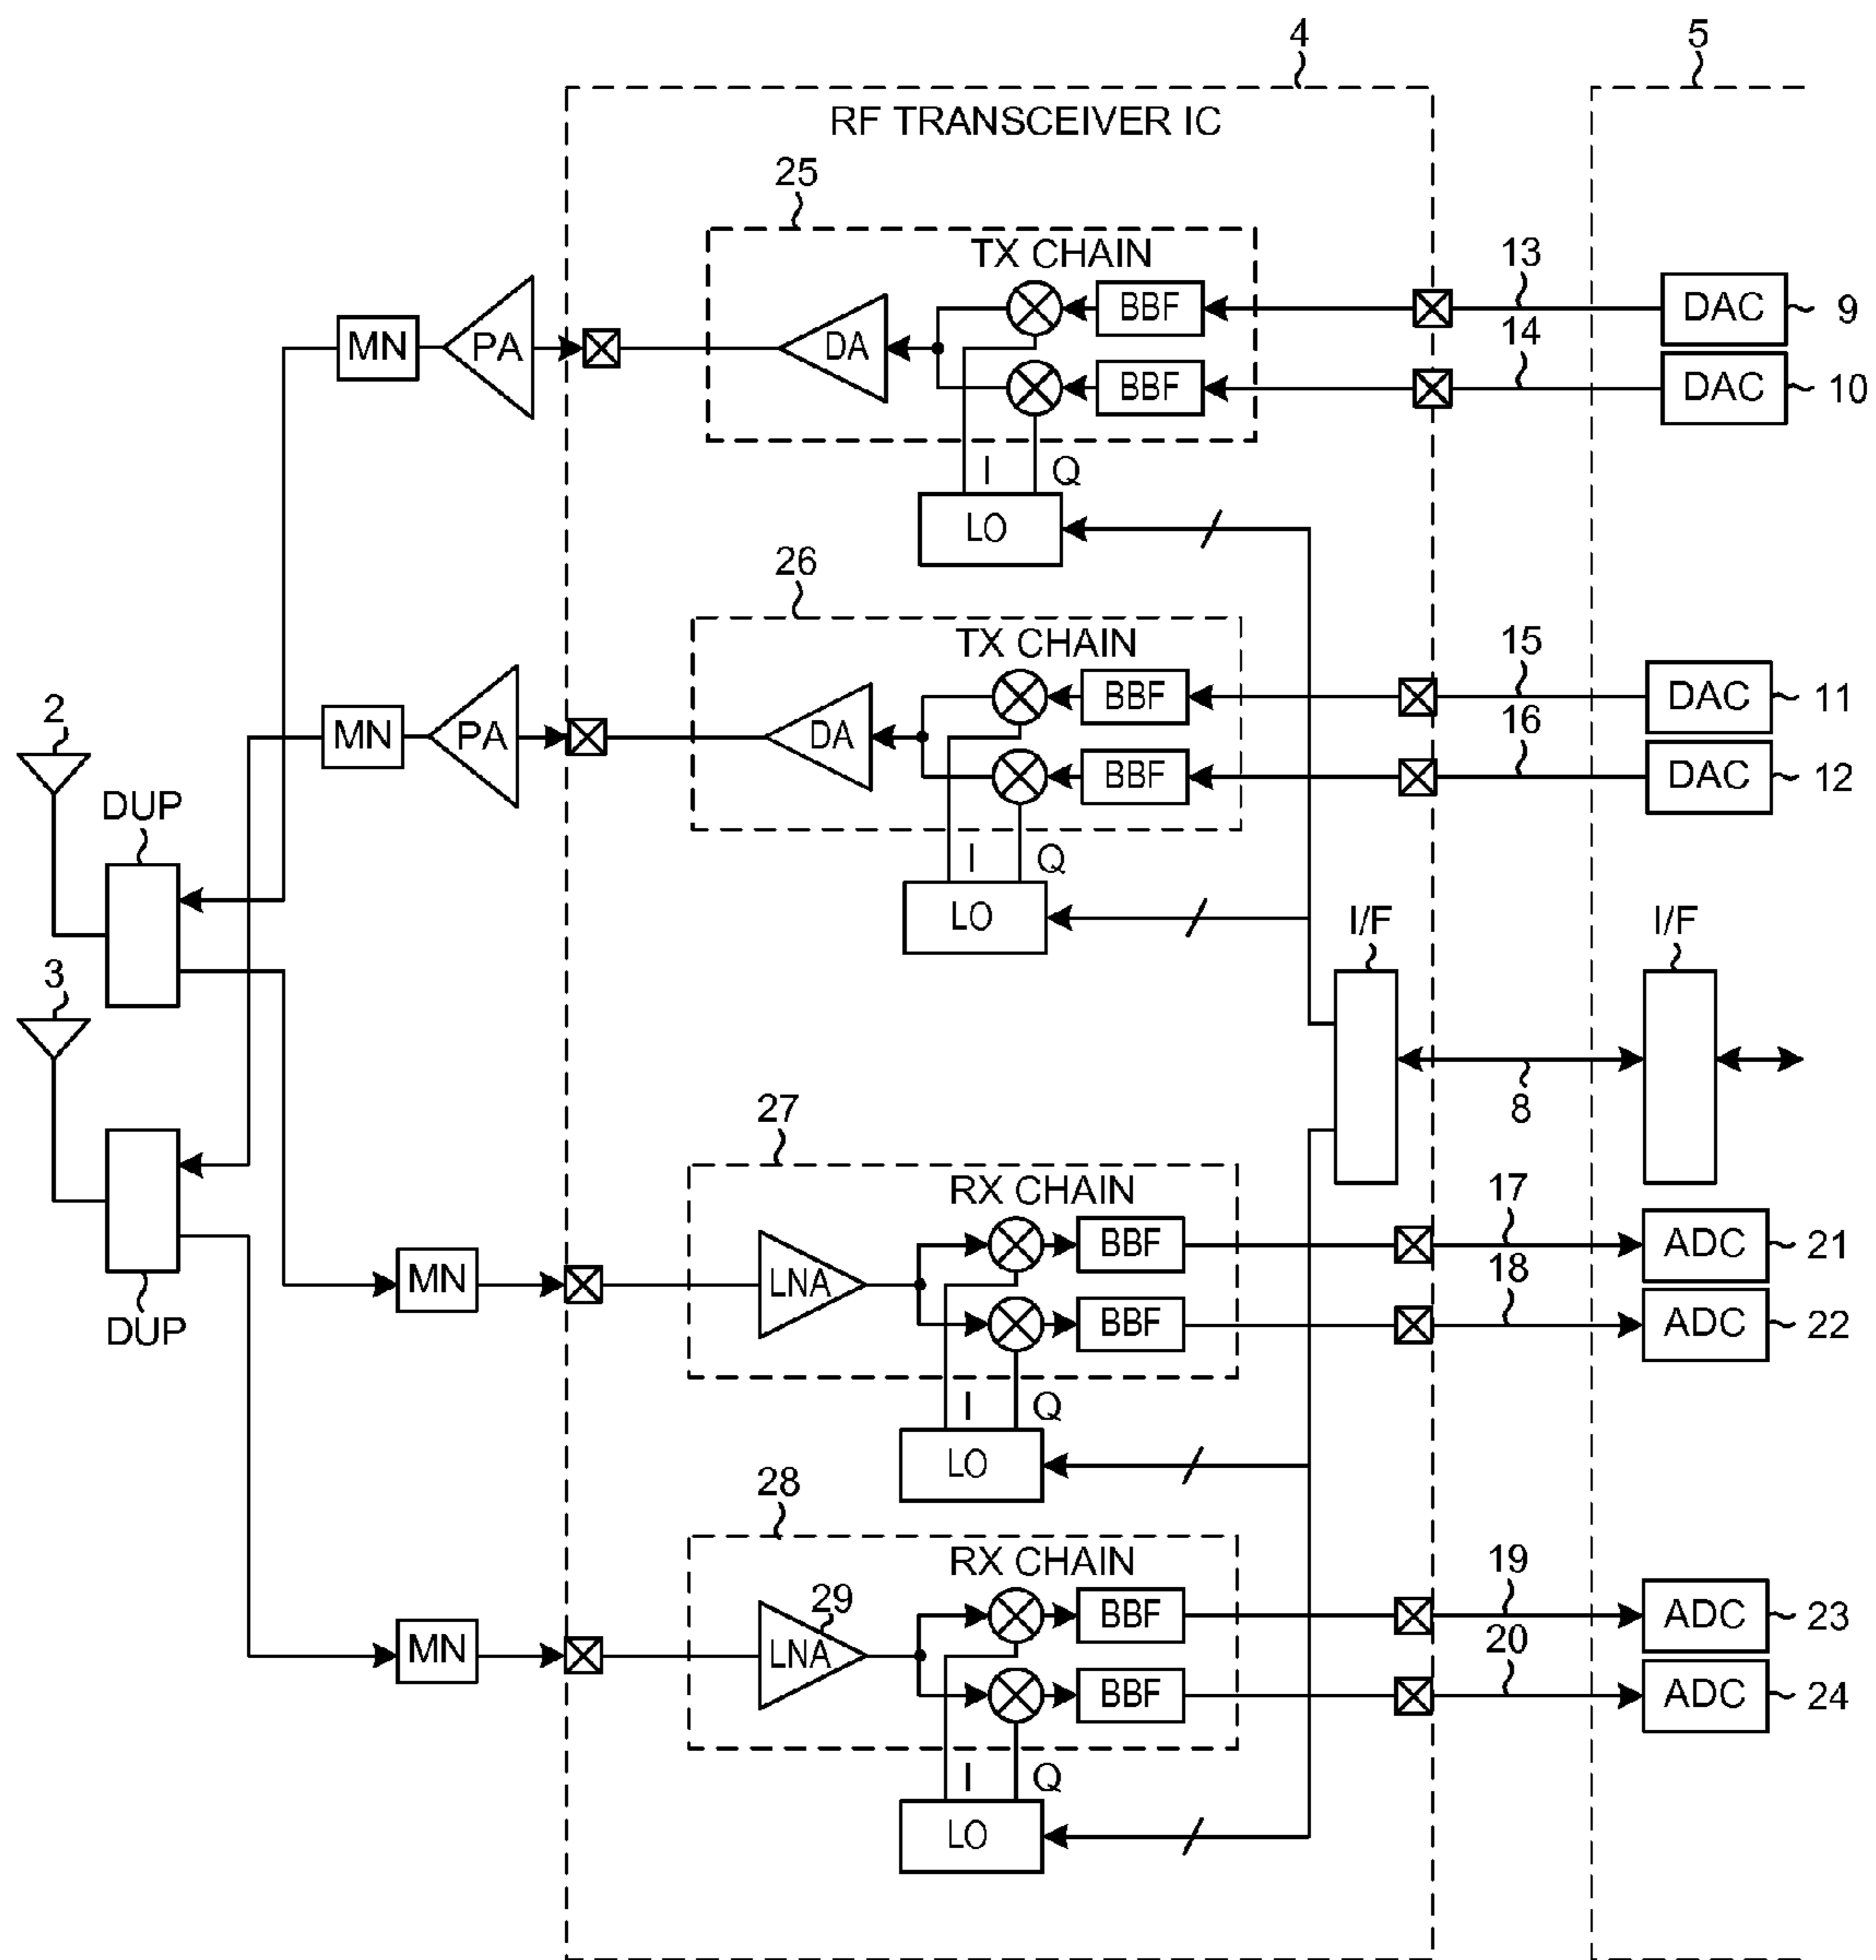 4
5
RF TRANSCEIVER IC
25
TX CHAIN
13
BBF
DAC
9
MN
PA
DA
14
BBF
DAC
10
I
Q
LO
26
TX CHAIN
15
BBF
DAC
11
2
MN
PA
DA
16
BBF
DAC
12
DUP
I
Q
LO
I/F
I/F
3
8
27
RX CHAIN
17
BBF
ADC
21
MN
LNA
18
DUP
BBF
ADC
22
I
Q
LO
28
RX CHAIN
19
29
BBF
ADC
23
MN
LNA
20
BBF
ADC
24
I
Q
LO